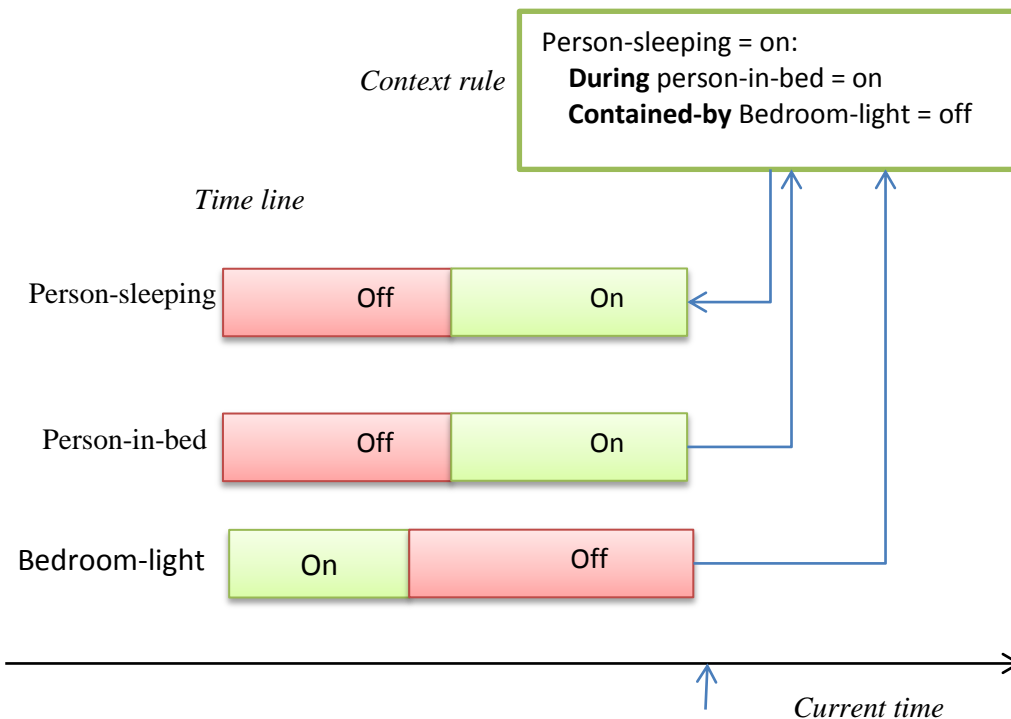 Person-sleeping = on:
During person-in-bed = on
Contained-by Bedroom-light = off
Context rule
Time line
Person-sleeping
Off
On
Person-in-bed
Off
On
Bedroom-light
On
Off
Current time